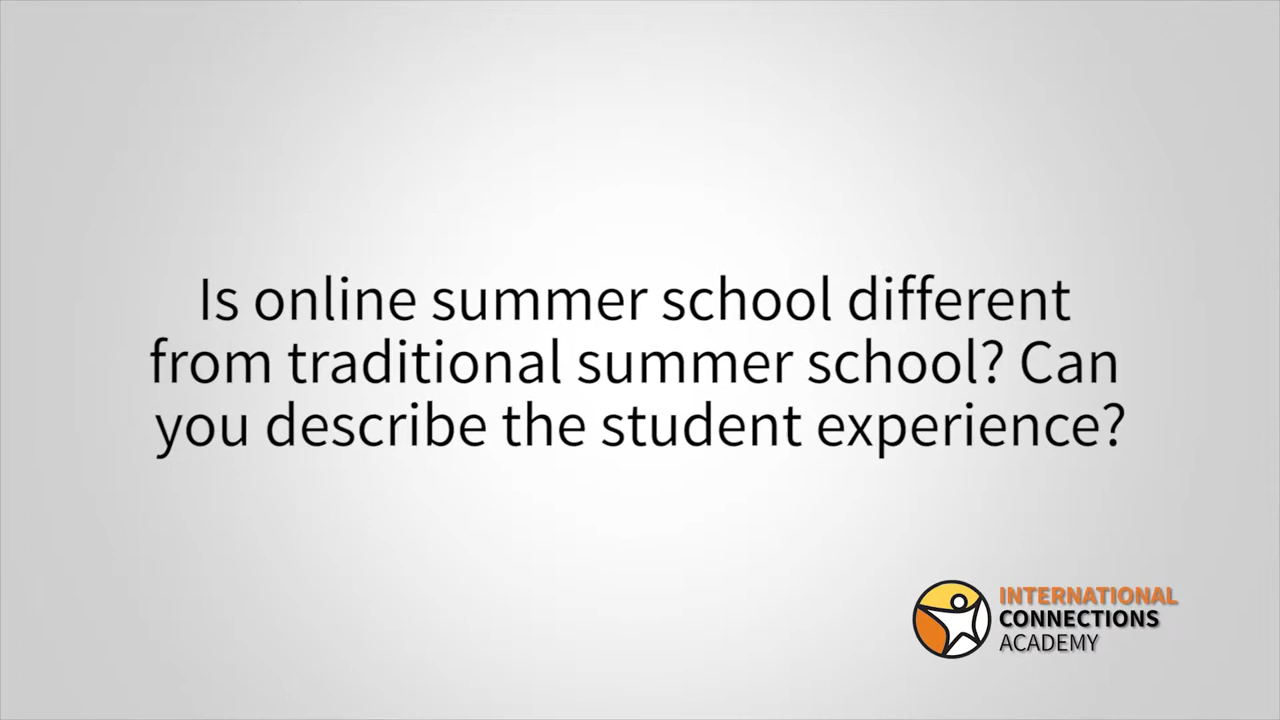 Is online summer school different
from traditional summer school? Can
you describe the student experience?
INTERNATIONAL
CONNECTIONS
ACADEMY